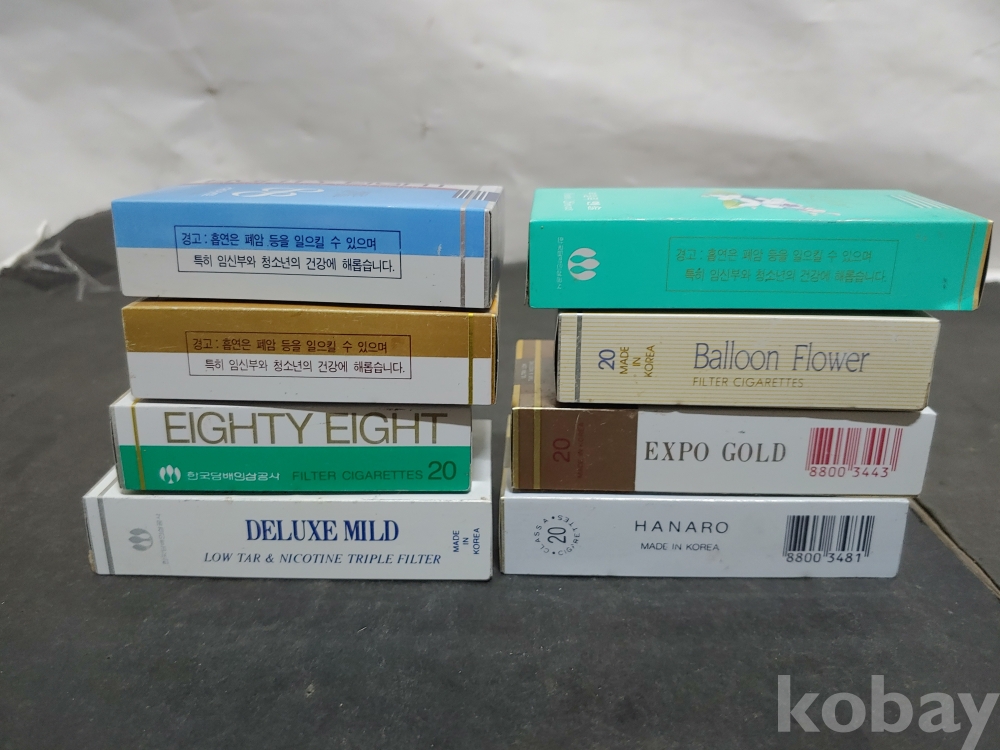 경고 : 흡연은 폐암 등을 일으킬 수 있으며
특히 임신부와 청소년의 건강에 해롭습니다.
경고 : 흡연은 폐암 등을 일으킬 수 있으며
특히 임신부와 청소년의 건강에 해롭습니다.
EIGHTY EIGHT
한국담배인삼공사 FILTER CIGARETTES 20
DELUXE MILD
LOW TAR & NICOTINE TRIPLE FILTER
MADE
IN
KOREA
경고 : 흡연은 폐암 등을 일으킬 수 있으며
특히 임신부와 청소년의 건강에 해롭습니다.
20
MADE
IN
KOREA
Balloon Flower
FILTER CIGARETTES
20
EXPO GOLD
8800 3443
CLASS A CIGARETTES
20
HANARO
MADE IN KOREA
8800 3481
kobay